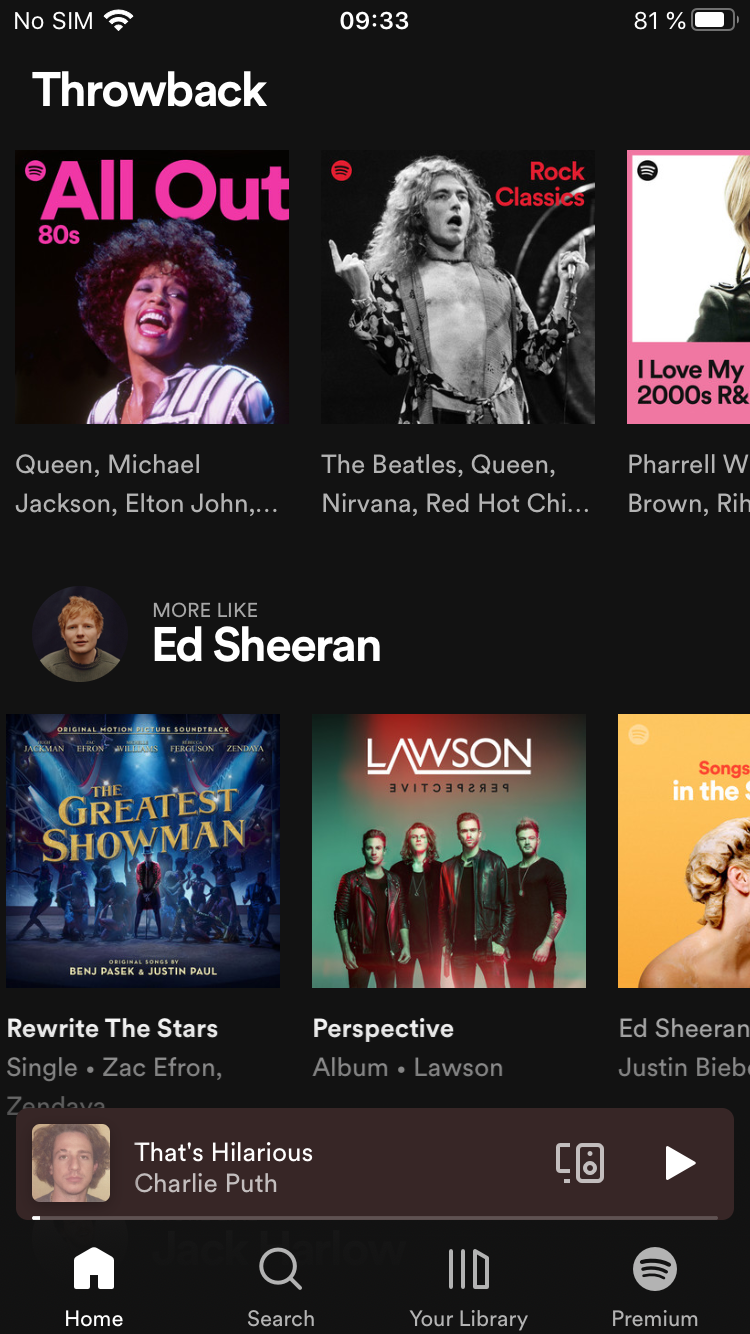 No SIM 09:33 81 %
Throwback
All Out
80s
Rock
Classics
I Love My
2000s R&
Queen, Michael
Jackson, Elton John,...
The Beatles, Queen,
Nirvana, Red Hot Chi...
Pharrell W
Brown, Rih
MORE LIKE
Ed Sheeran
ORIGINAL MOTION PICTURE SOUNDTRACK
JACKMAN EFRON WILLIAMS FERGUSON ZENDAYA
THE
GREATEST
SHOWMAN
ORIGINAL SONGS BY
BENJ PASEK & JUSTIN PAUL
LAWSON
PERSPECTIVE
Songs
in the S
Rewrite The Stars
Single • Zac Efron,
Zendaya
Perspective
Album • Lawson
Ed Sheeran
Justin Biebe
That's Hilarious
Charlie Puth
Jack Harlow
Home
Search
Your Library
Premium